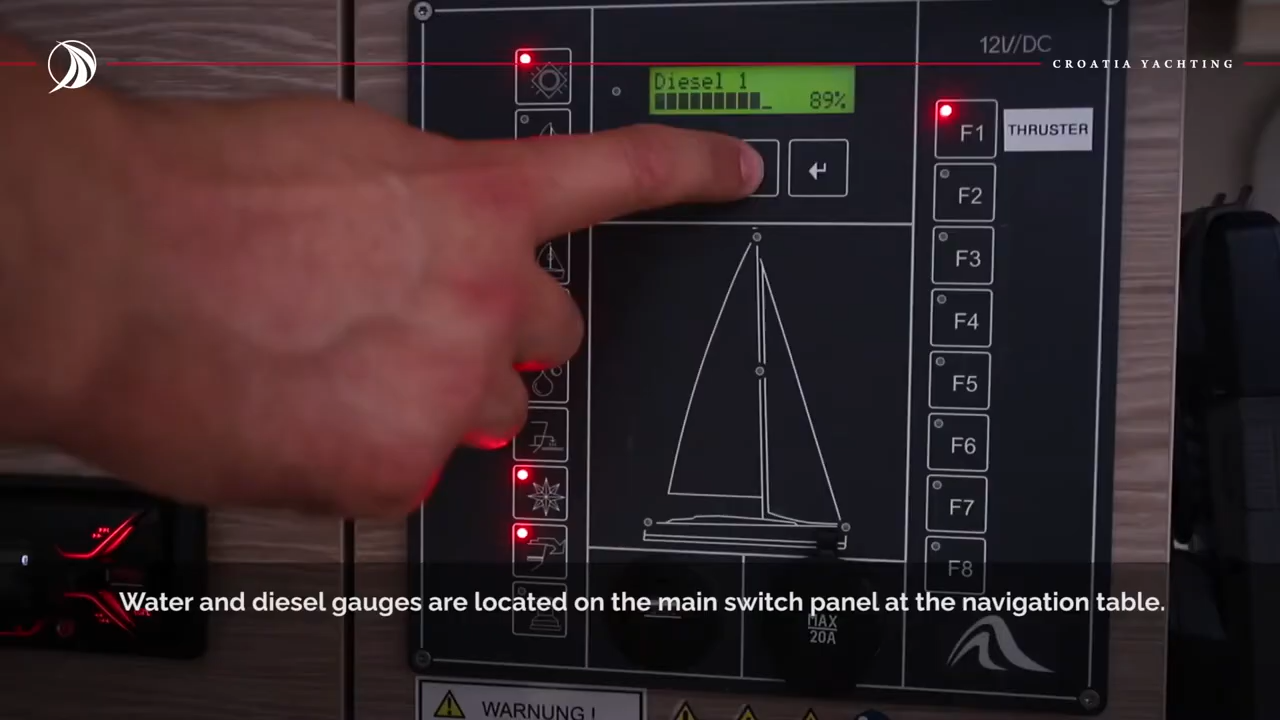 12V/DC
CROATIA YACHTING
Diesel 1
89%
F1
THRUSTER
F2
F3
F4
F5
F6
F7
F8
Water and diesel gauges are located on the main switch panel at the navigation table.
MAX
20A
WARNUNG !